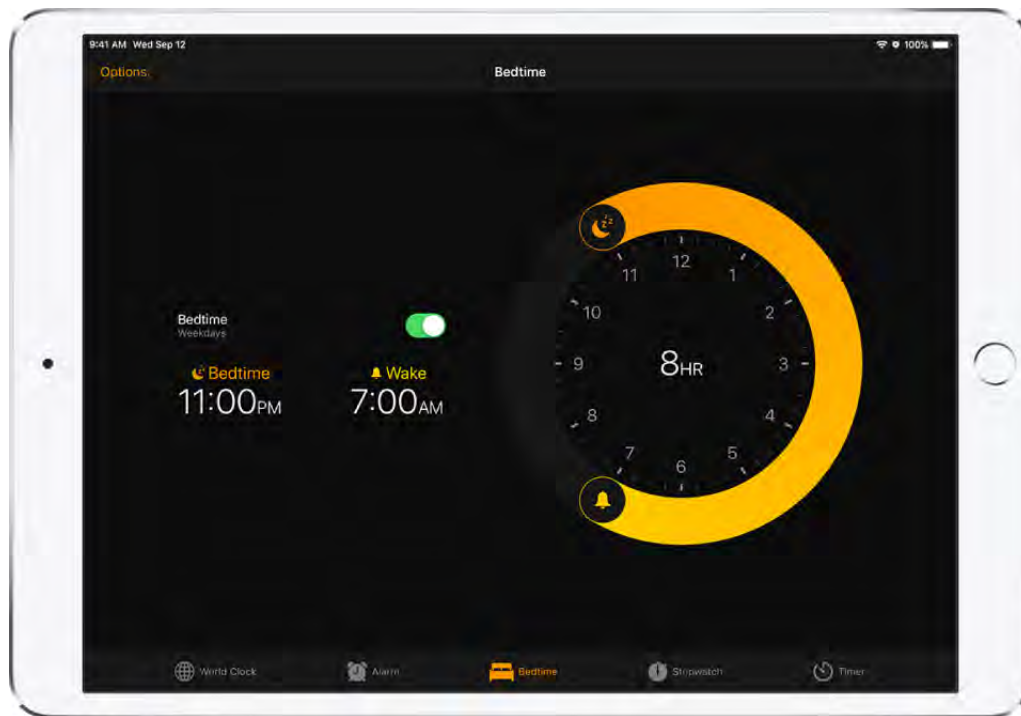 9:41 AM Wed Sep 12
100%
Options
Bedtime
Bedtime
Weekdays
Bedtime
Wake
11:00PM
7:00AM
z z z
11
12
1
10
2
9
8HR
3
8
4
7
6
5
World Clock
Alarm
Bedtime
Stopwatch
Timer